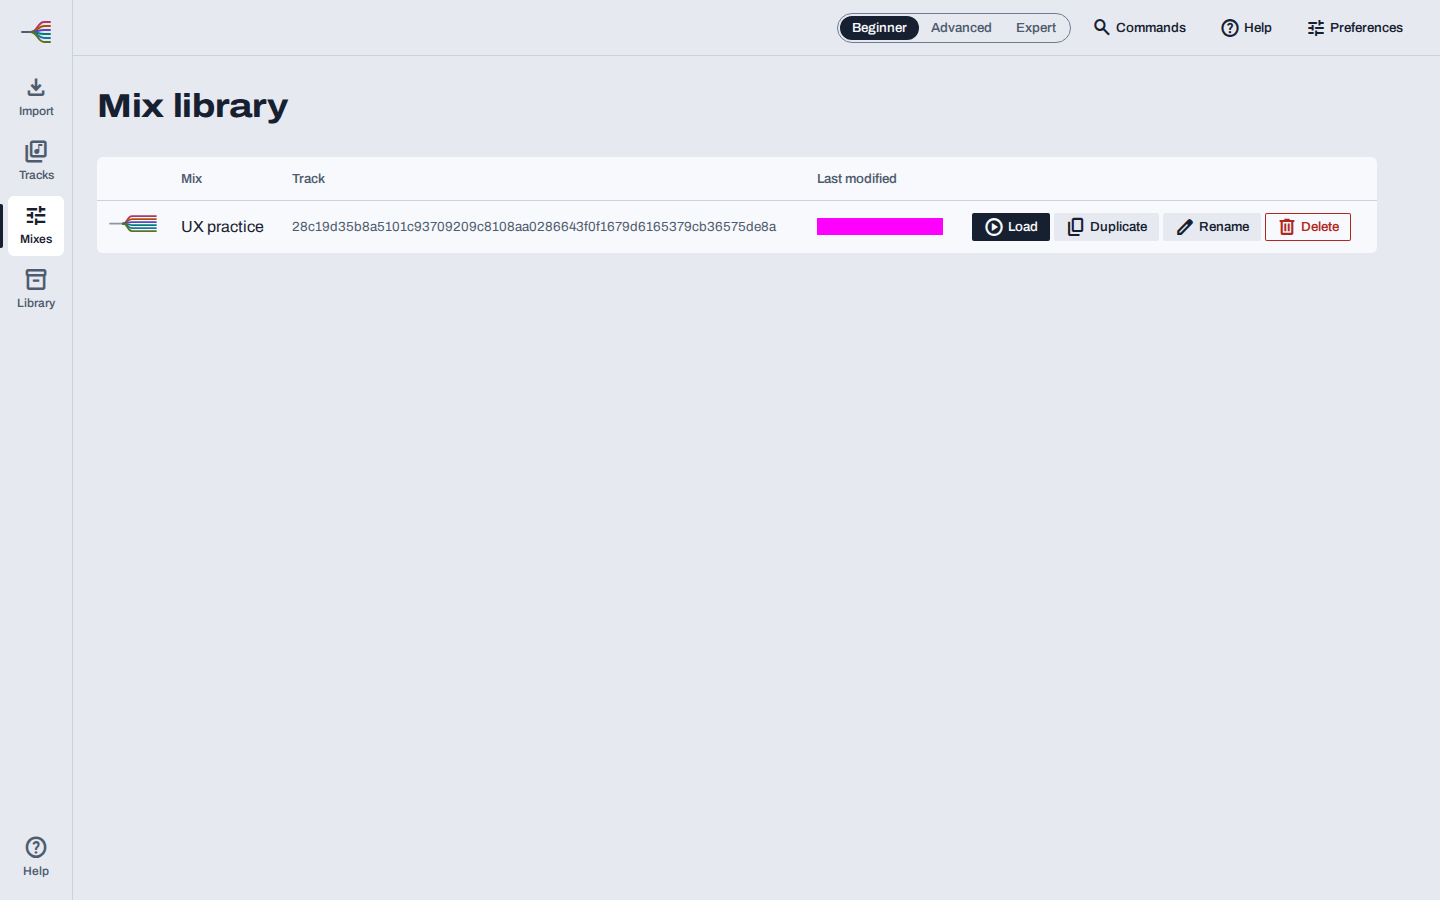 Beginner Advanced Expert Commands Help Preferences
Import
Tracks
Mixes
Library
Help
Mix library
Mix Track Last modified
UX practice 28c19d35b8a5101c93709209c8108aa0286643f0f1679d6165379cb36575de8a Load Duplicate Rename Delete